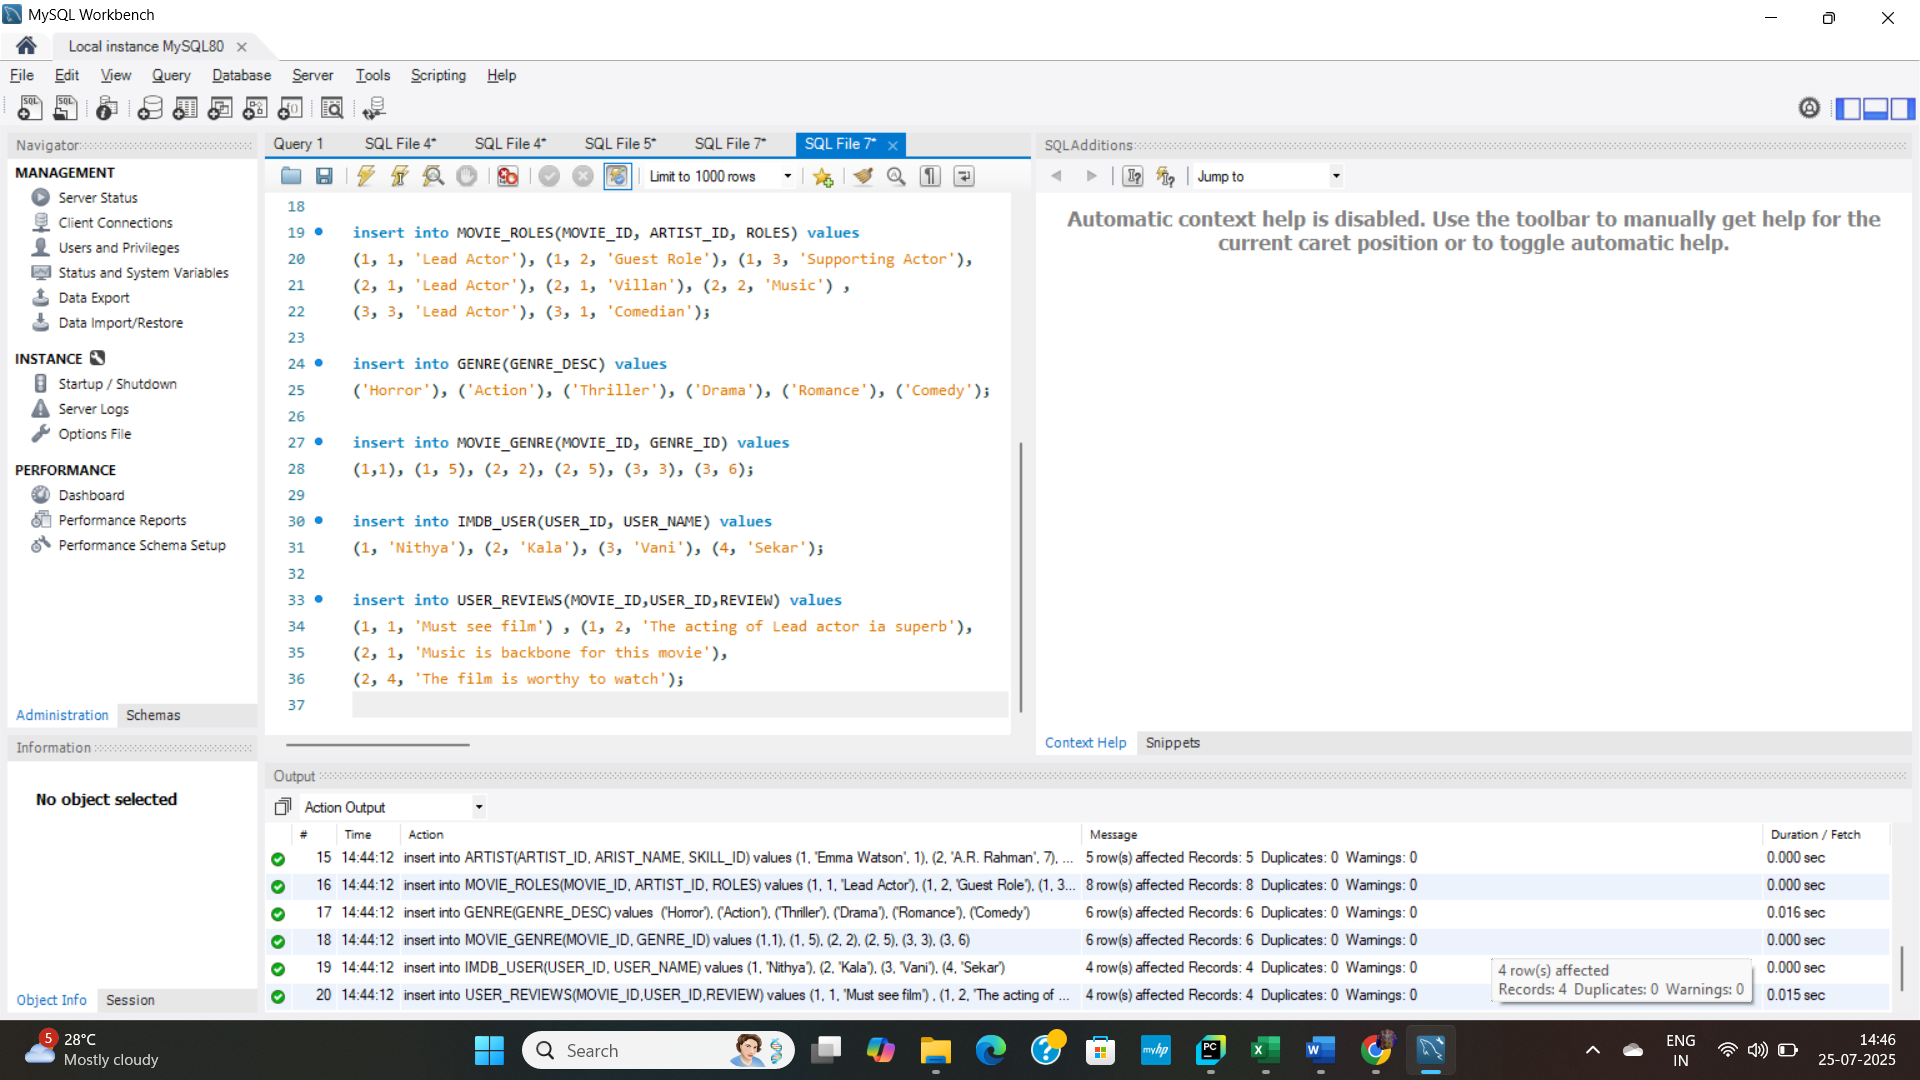 MySQL Workbench
Local instance MySQL80
File Edit View Query Database Server Tools Scripting Help
Navigator
MANAGEMENT
Server Status
Client Connections
Users and Privileges
Status and System Variables
Data Export
Data Import/Restore
INSTANCE
Startup / Shutdown
Server Logs
Options File
PERFORMANCE
Dashboard
Performance Reports
Performance Schema Setup
Administration Schemas
Information
No object selected
Object Info Session
Query 1 SQL File 4* SQL File 4* SQL File 5* SQL File 7* SQL File 7*
Limit to 1000 rows
18
19 insert into MOVIE_ROLES(MOVIE_ID, ARTIST_ID, ROLES) values
20 (1, 1, 'Lead Actor'), (1, 2, 'Guest Role'), (1, 3, 'Supporting Actor'),
21 (2, 1, 'Lead Actor'), (2, 1, 'Villan'), (2, 2, 'Music') ,
22 (3, 3, 'Lead Actor'), (3, 1, 'Comedian');
23
24 insert into GENRE(GENRE_DESC) values
25 ('Horror'), ('Action'), ('Thriller'), ('Drama'), ('Romance'), ('Comedy');
26
27 insert into MOVIE_GENRE(MOVIE_ID, GENRE_ID) values
28 (1,1), (1, 5), (2, 2), (2, 5), (3, 3), (3, 6);
29
30 insert into IMDB_USER(USER_ID, USER_NAME) values
31 (1, 'Nithya'), (2, 'Kala'), (3, 'Vani'), (4, 'Sekar');
32
33 insert into USER_REVIEWS(MOVIE_ID,USER_ID,REVIEW) values
34 (1, 1, 'Must see film') , (1, 2, 'The acting of Lead actor ia superb'),
35 (2, 1, 'Music is backbone for this movie'),
36 (2, 4, 'The film is worthy to watch');
37
SQLAdditions
Jump to
Automatic context help is disabled. Use the toolbar to manually get help for the
current caret position or to toggle automatic help.
Context Help Snippets
Output
Action Output
# Time Action Message Duration / Fetch
15 14:44:12 insert into ARTIST(ARTIST_ID, ARIST_NAME, SKILL_ID) values (1, 'Emma Watson', 1), (2, 'A.R. Rahman', 7), ... 5 row(s) affected Records: 5 Duplicates: 0 Warnings: 0 0.000 sec
16 14:44:12 insert into MOVIE_ROLES(MOVIE_ID, ARTIST_ID, ROLES) values (1, 1, 'Lead Actor'), (1, 2, 'Guest Role'), (1, 3... 8 row(s) affected Records: 8 Duplicates: 0 Warnings: 0 0.000 sec
17 14:44:12 insert into GENRE(GENRE_DESC) values ('Horror'), ('Action'), ('Thriller'), ('Drama'), ('Romance'), ('Comedy') 6 row(s) affected Records: 6 Duplicates: 0 Warnings: 0 0.016 sec
18 14:44:12 insert into MOVIE_GENRE(MOVIE_ID, GENRE_ID) values (1,1), (1, 5), (2, 2), (2, 5), (3, 3), (3, 6) 6 row(s) affected Records: 6 Duplicates: 0 Warnings: 0 0.000 sec
19 14:44:12 insert into IMDB_USER(USER_ID, USER_NAME) values (1, 'Nithya'), (2, 'Kala'), (3, 'Vani'), (4, 'Sekar') 4 row(s) affected Records: 4 Duplicates: 0 Warnings: 0 0.000 sec
20 14:44:12 insert into USER_REVIEWS(MOVIE_ID,USER_ID,REVIEW) values (1, 1, 'Must see film') , (1, 2, 'The acting of ... 4 row(s) affected Records: 4 Duplicates: 0 Warnings: 0 0.015 sec
4 row(s) affected
Records: 4 Duplicates: 0 Warnings: 0
5
28°C
Mostly cloudy
Search
myhp
PC
X
W
ENG
IN
14:46
25-07-2025